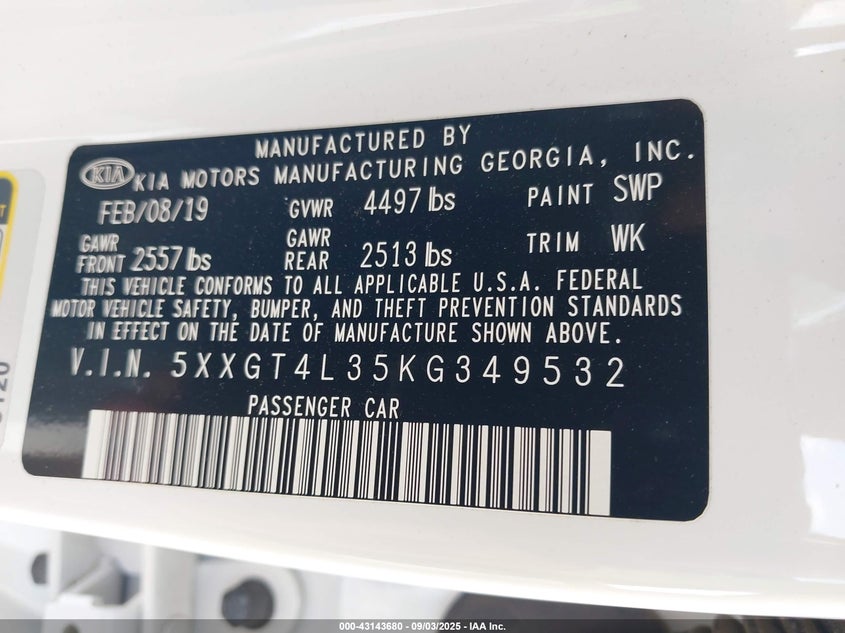 MANUFACTURED BY
KIA KIA MOTORS MANUFACTURING GEORGIA, INC.
FEB/08/19 GVWR 4497 lbs PAINT SWP
GAWR FRONT 2557 lbs GAWR REAR 2513 lbs TRIM WK
THIS VEHICLE CONFORMS TO ALL APPLICABLE U.S.A. FEDERAL
MOTOR VEHICLE SAFETY, BUMPER, AND THEFT PREVENTION STANDARDS
IN EFFECT ON THE DATE OF MANUFACTURE SHOWN ABOVE.
V.I.N. 5XXGT4L35KG349532
PASSENGER CAR
000-43143680 - 09/03/2025 - IAA Inc.